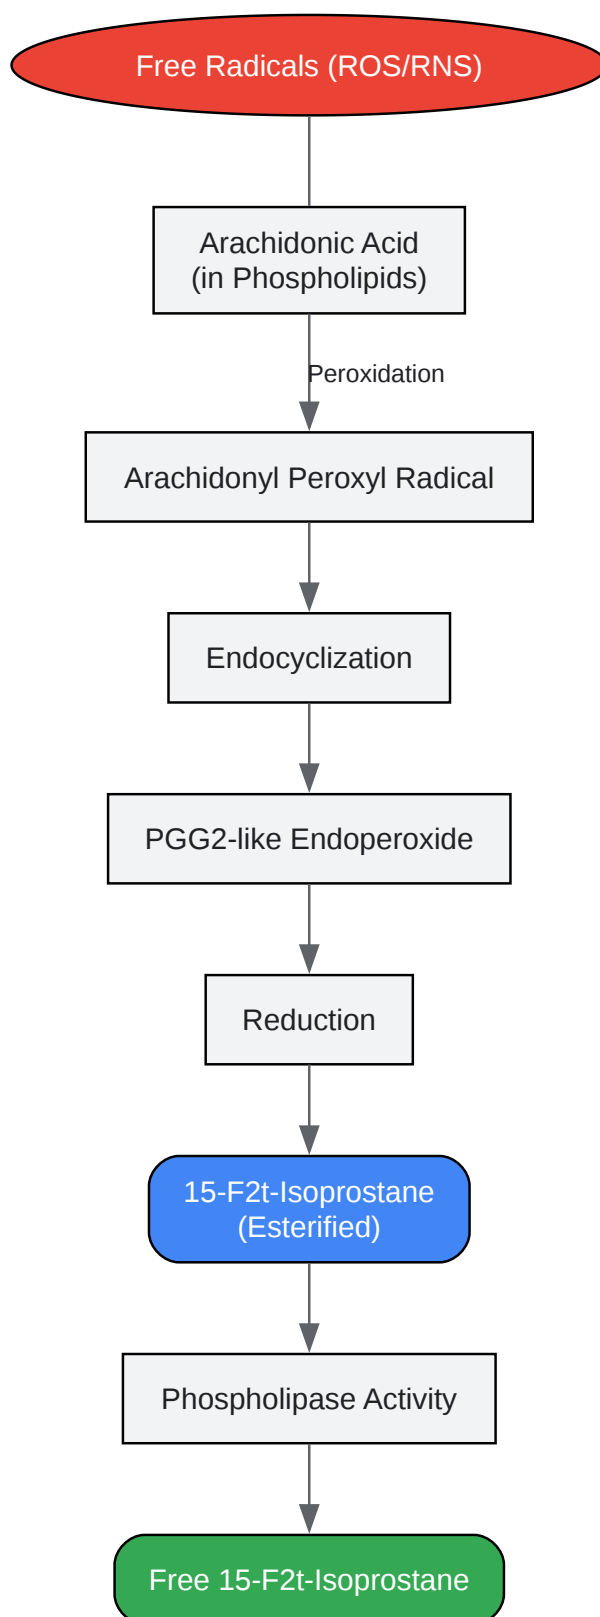 Free Radicals (ROS/RNS)
Arachidonic Acid
(in Phospholipids)
Peroxidation
Arachidonyl Peroxyl Radical
Endocyclization
PGG2-like Endoperoxide
Reduction
15-F2t-Isoprostane
(Esterified)
Phospholipase Activity
Free 15-F2t-Isoprostane